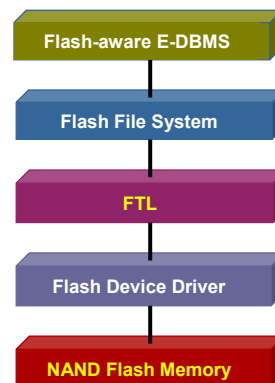 Flash-aware E-DBMS
Flash File System
FTL
Flash Device Driver
NAND Flash Memory